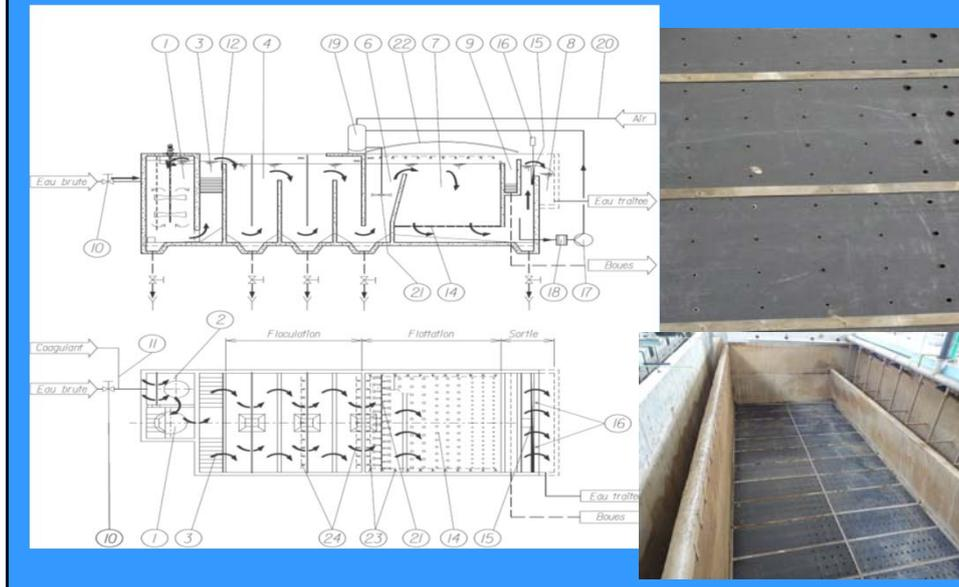 1 3 12 4 19 6 22 7 9 16 15 8 20
Air
Eau brute
Eau traitee
10
Boues
21 14 18 17
2
Floculation Flottation Sortie
Coagulant
11
Eau brute
16
Eau traitee
Boues
10 1 3 24 23 21 14 15